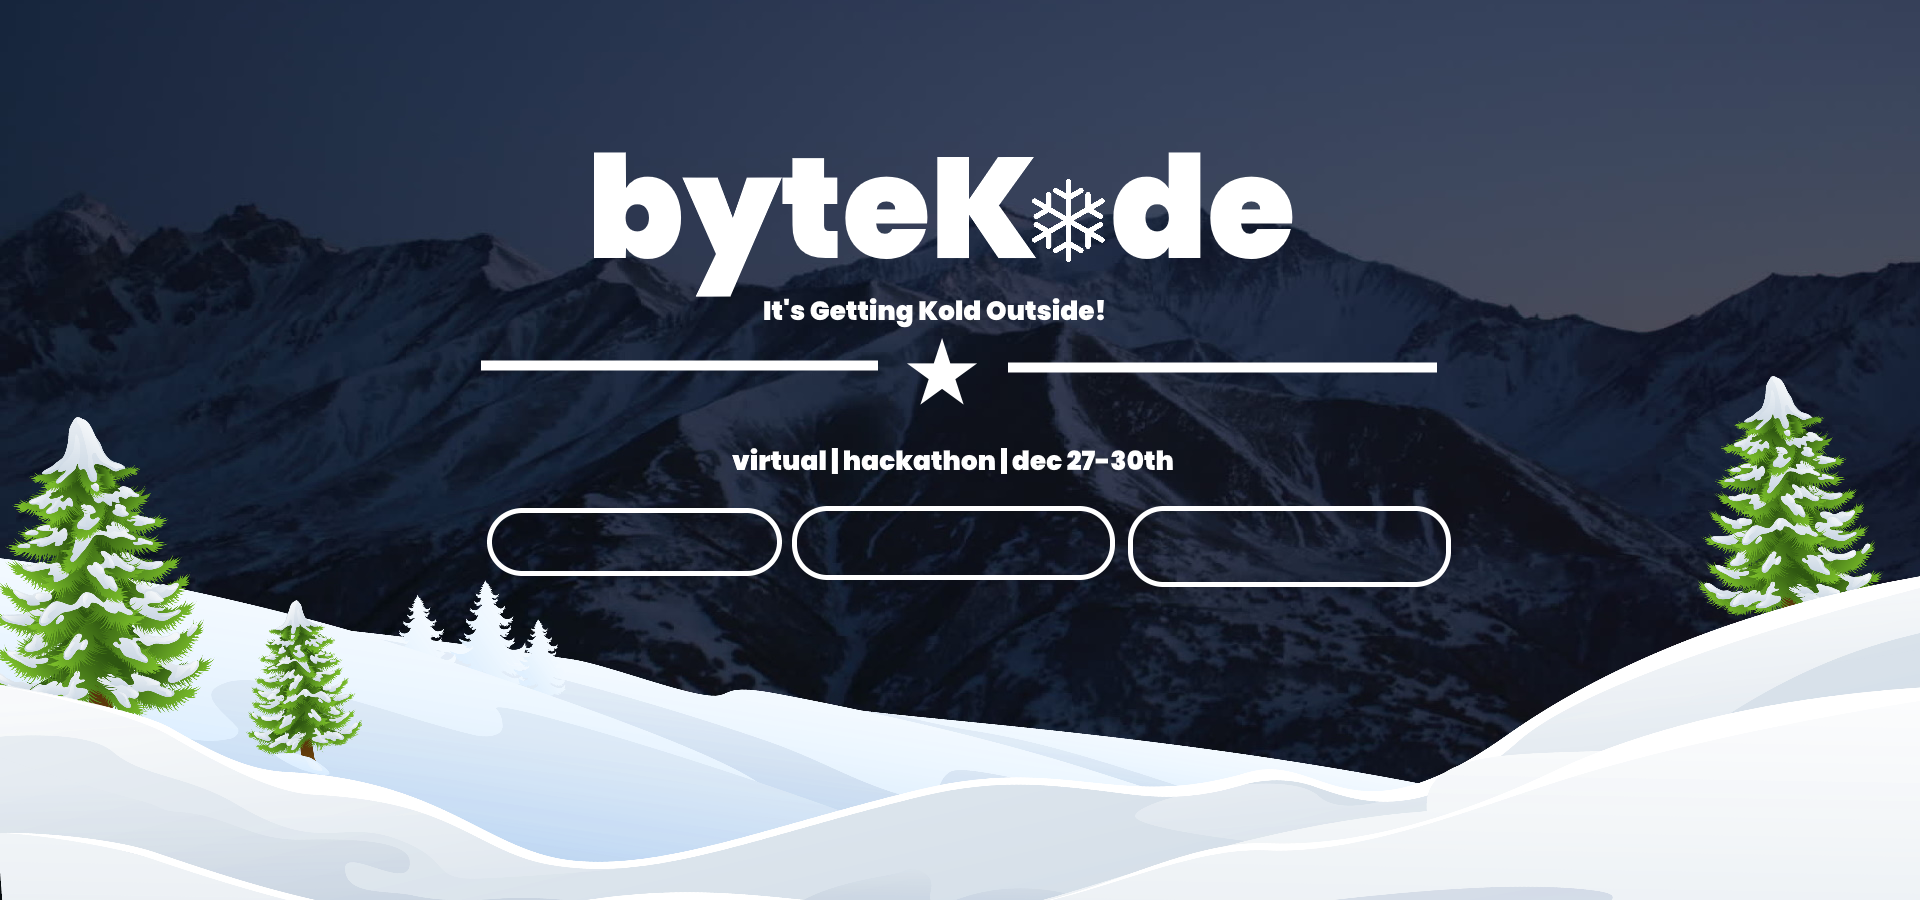 byteK❄de
It's Getting Kold Outside!
virtual | hackathon | dec 27-30th